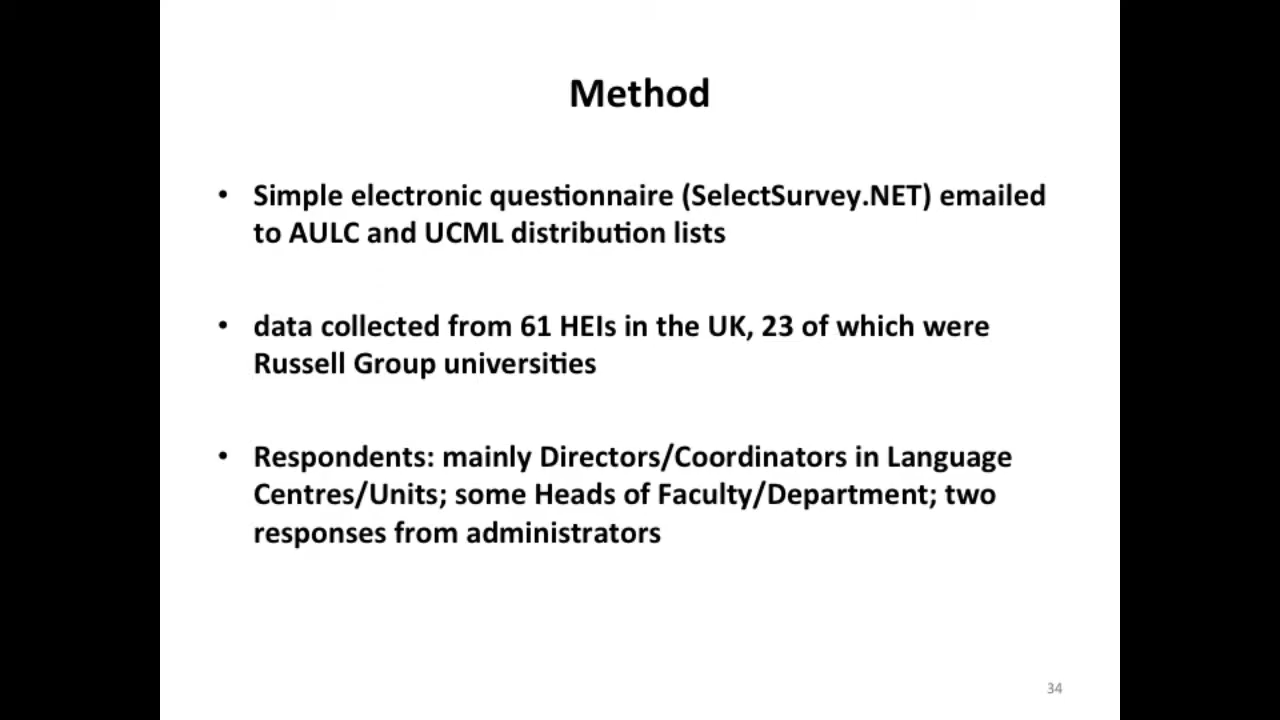 Method
• Simple electronic questionnaire (SelectSurvey.NET) emailed
to AULC and UCML distribution lists
• data collected from 61 HEIs in the UK, 23 of which were
Russell Group universities
• Respondents: mainly Directors/Coordinators in Language
Centres/Units; some Heads of Faculty/Department; two
responses from administrators
34